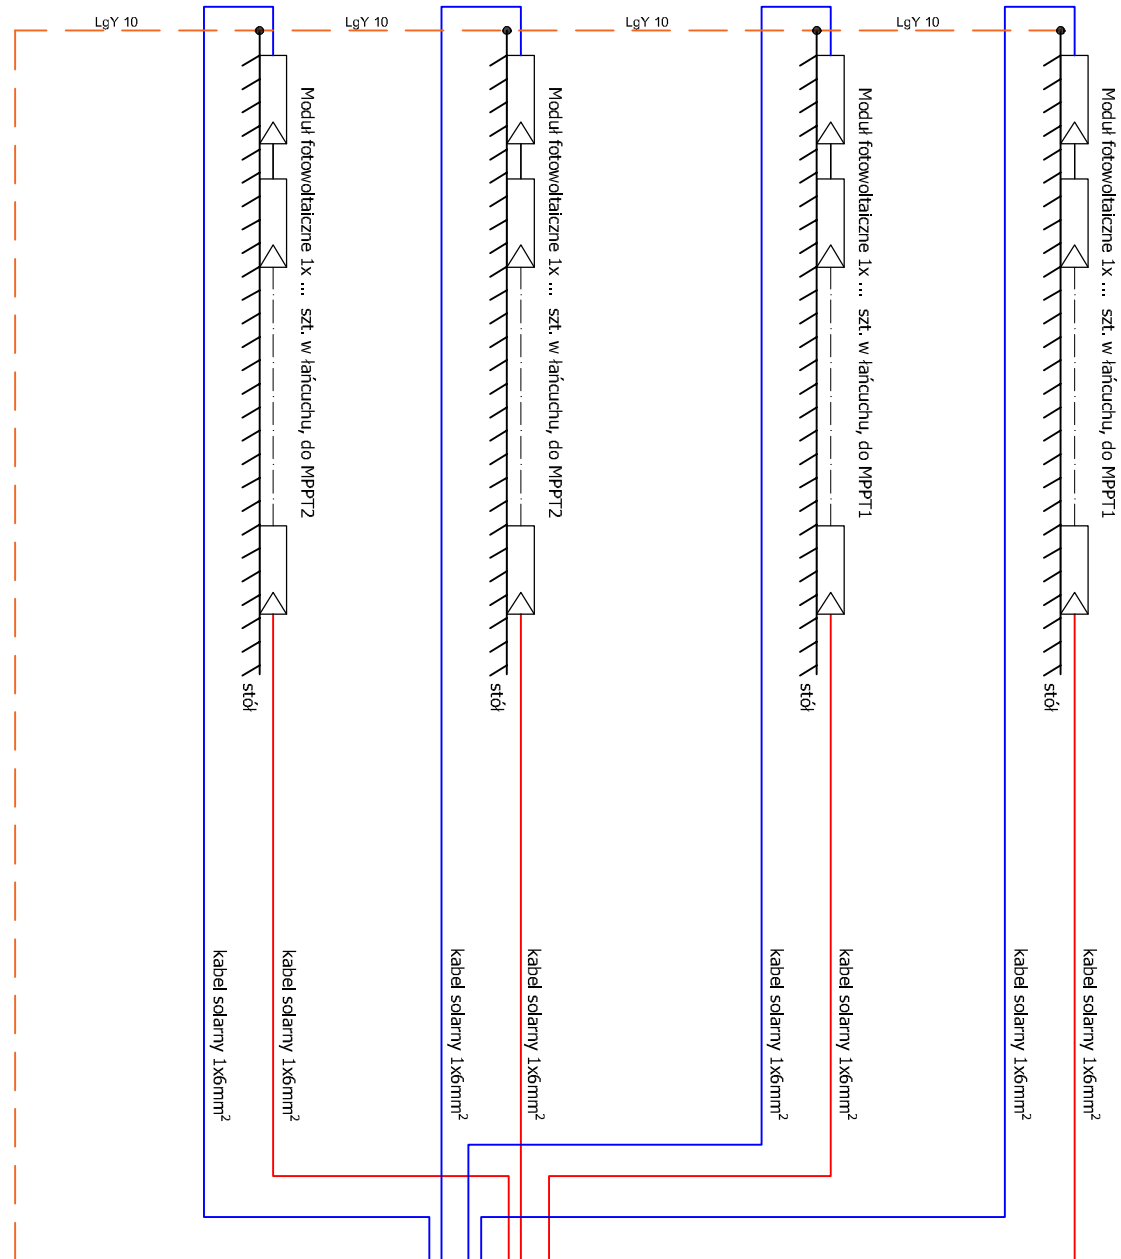 LgY 10
LgY 10
LgY 10
LgY 10
Moduł fotowoltaiczne 1x ... szt. w łańcuchu, do MPPT2
Moduł fotowoltaiczne 1x ... szt. w łańcuchu, do MPPT2
Moduł fotowoltaiczne 1x ... szt. w łańcuchu, do MPPT1
Moduł fotowoltaiczne 1x ... szt. w łańcuchu, do MPPT1
stół
stół
stół
stół
kabel solarny 1x6mm²
kabel solarny 1x6mm²
kabel solarny 1x6mm²
kabel solarny 1x6mm²
kabel solarny 1x6mm²
kabel solarny 1x6mm²
kabel solarny 1x6mm²
kabel solarny 1x6mm²